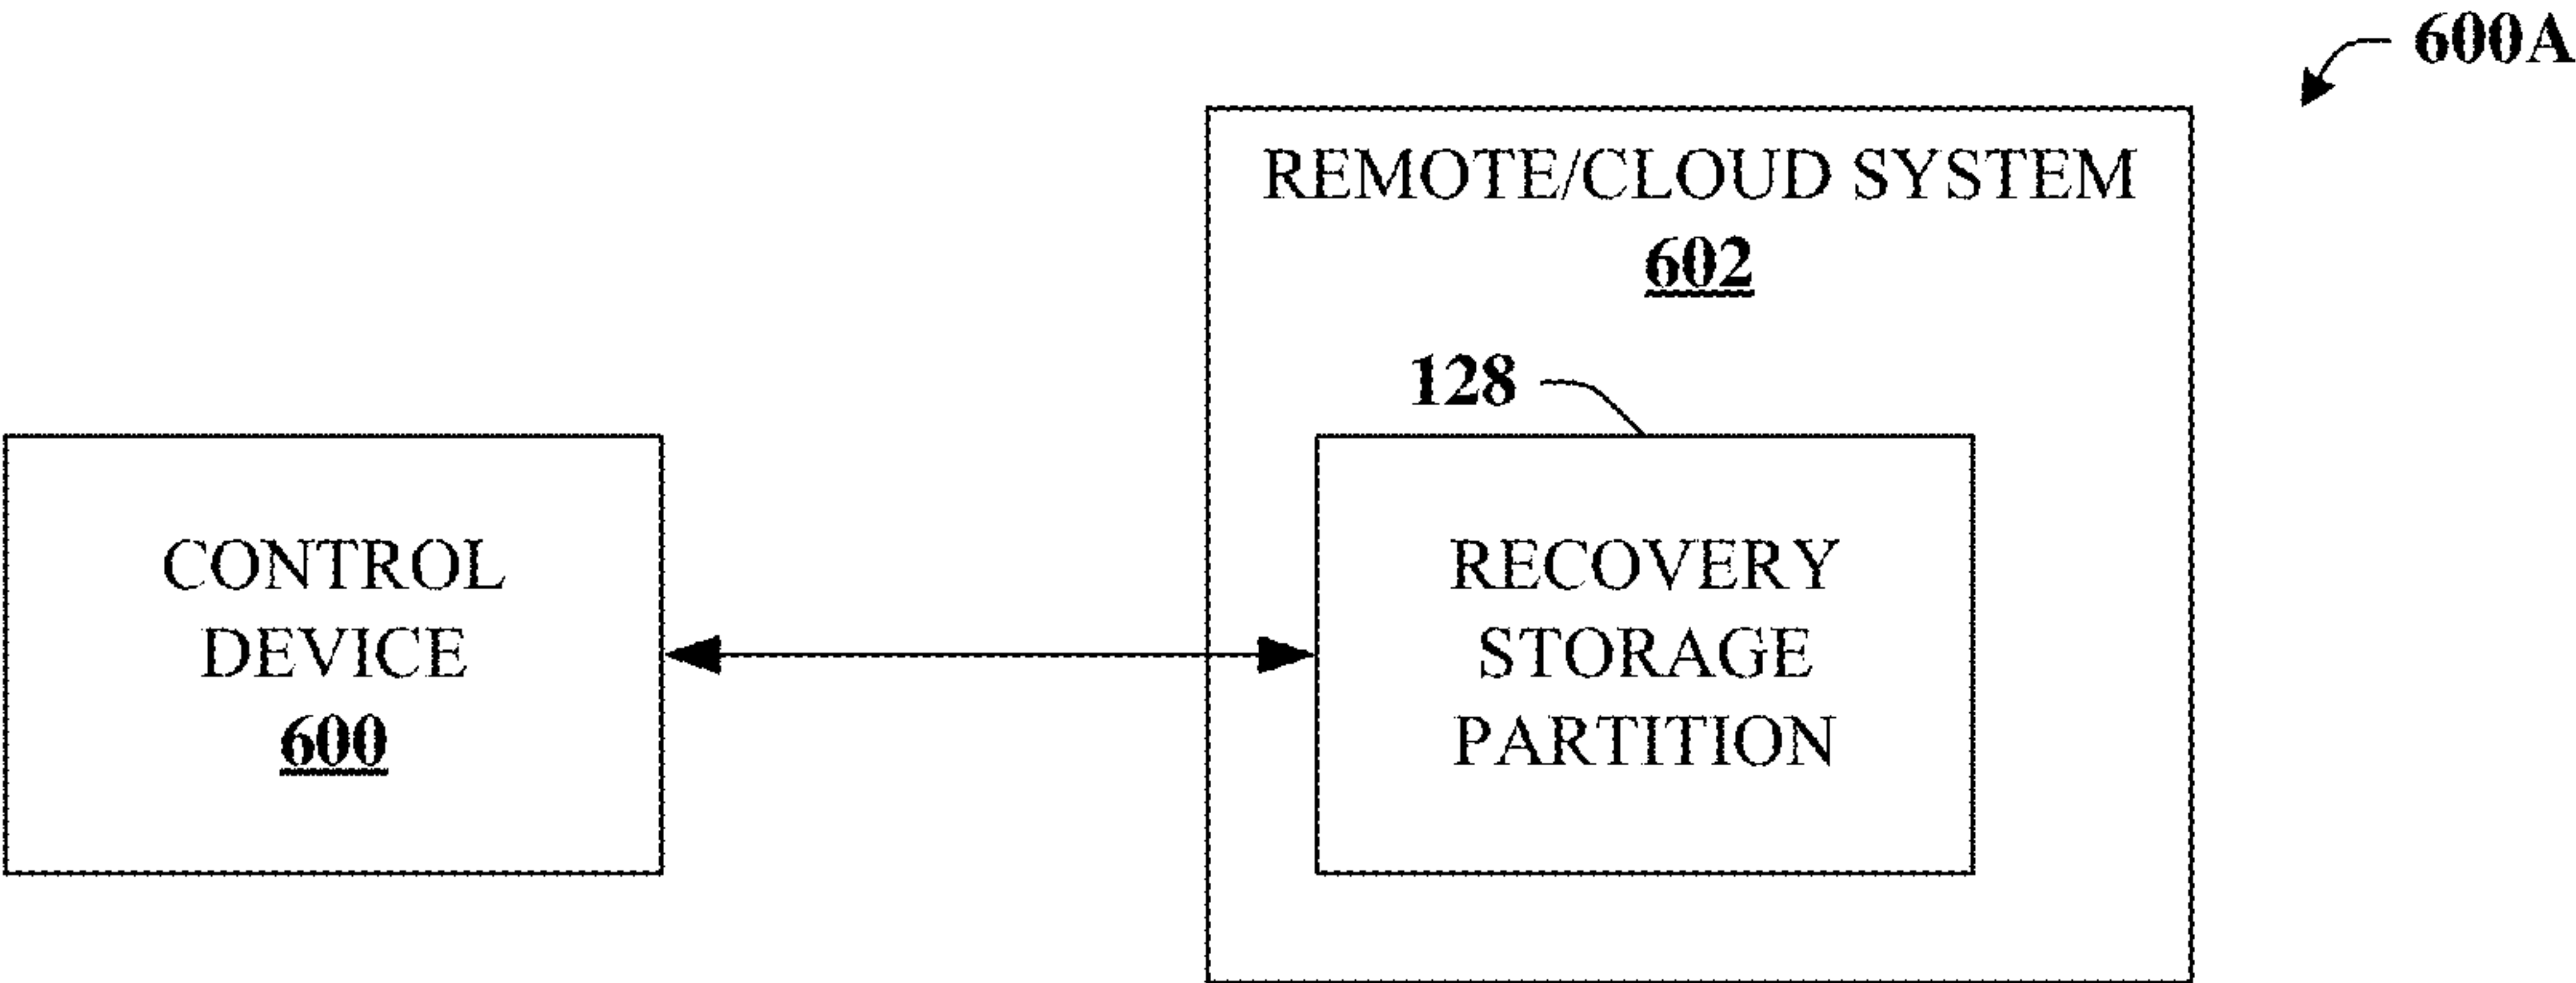 600A
REMOTE/CLOUD SYSTEM
602
128
CONTROL
DEVICE
600
RECOVERY
STORAGE
PARTITION